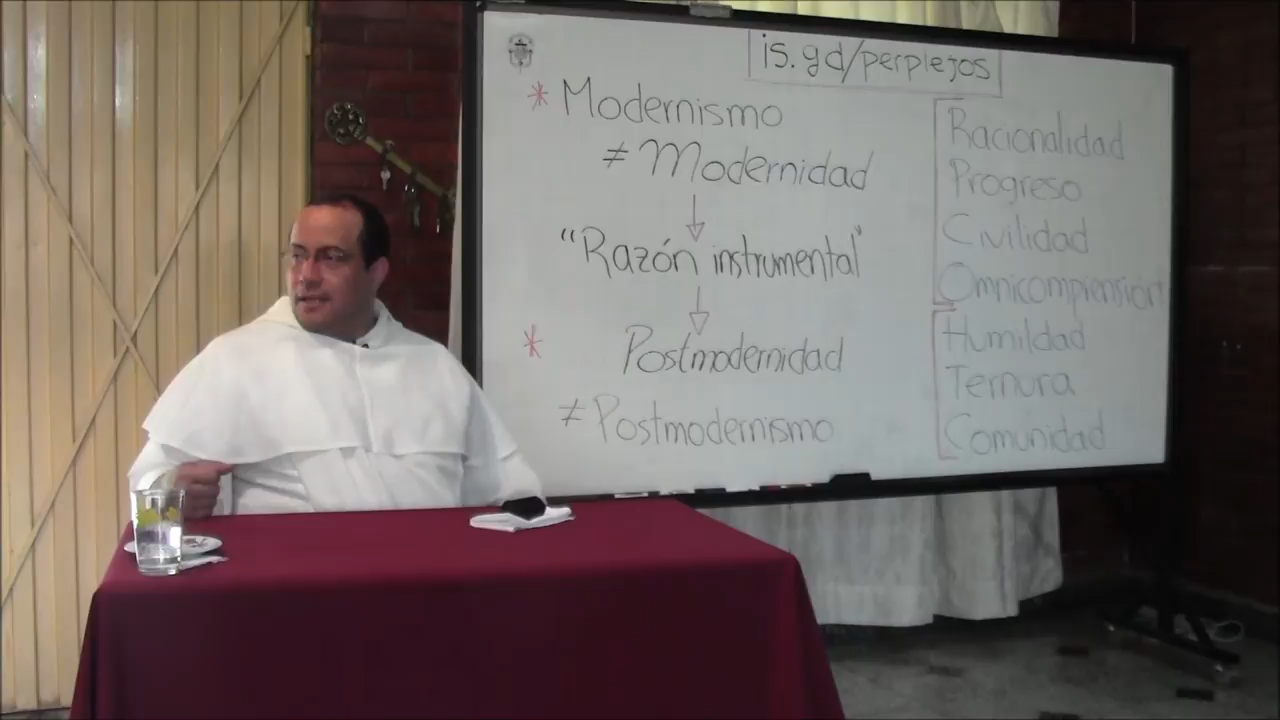 is.gd/perplejos
* Modernismo
≠ Modernidad
"Razón instrumental"
* Postmodernidad
≠ Postmodernismo
Racionalidad
Progreso
Civilidad
Omnicomprensión
Humildad
Ternura
Comunidad